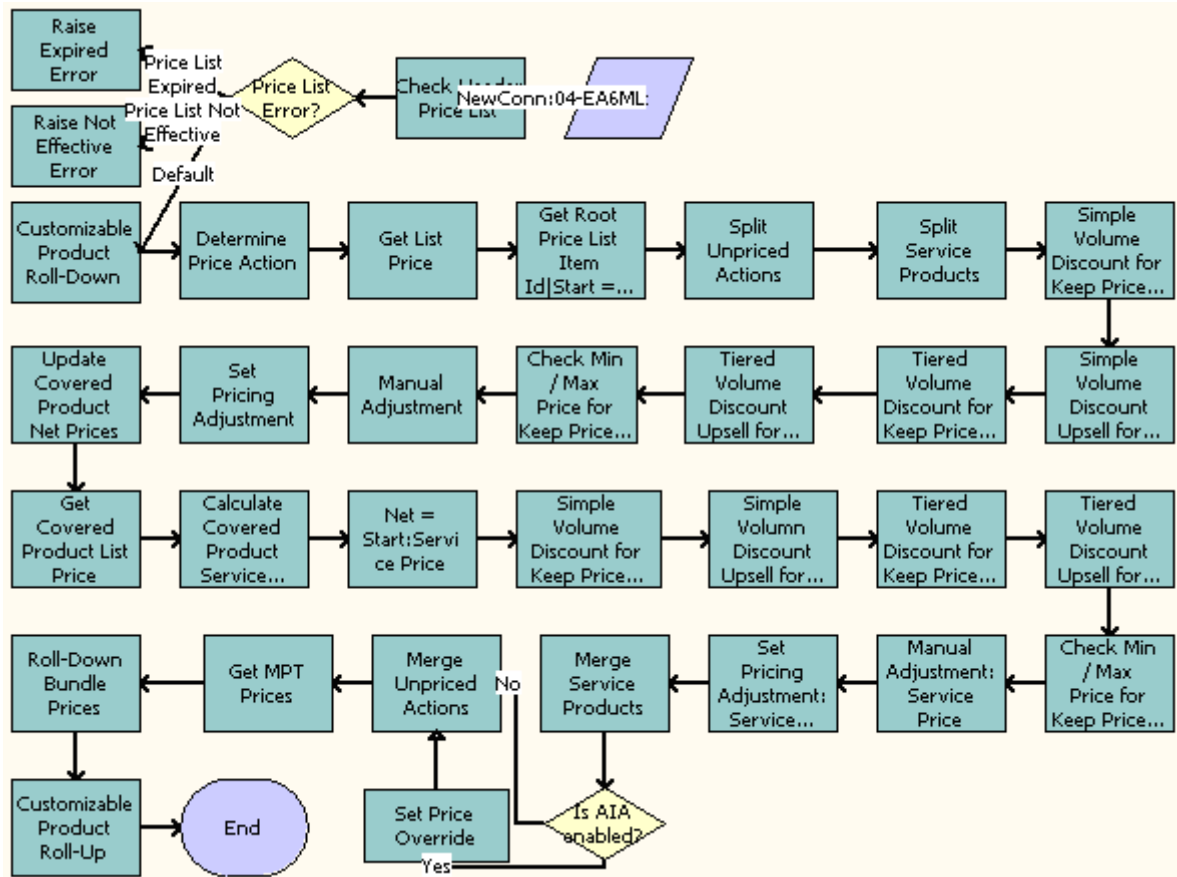 Raise
Expired
Error
Price List
Expired
Price List Not
Effective
Default
Price List
Error?
Price List
NewConn:04-EA6ML:
Raise Not
Effective
Error
Customizable
Product
Roll-Down
Determine
Price Action
Get List
Price
Get Root
Price List
Item
Id|Start =...
Split
Unpriced
Actions
Split
Service
Products
Simple
Volume
Discount for
Keep Price...
Update
Covered
Product
Net Prices
Set
Pricing
Adjustment
Manual
Adjustment
Check Min
/ Max
Price for
Keep Price...
Tiered
Volume
Discount
Upsell for...
Tiered
Volume
Discount for
Keep Price...
Simple
Volume
Discount
Upsell for...
Get
Covered
Product List
Price
Calculate
Covered
Product
Service...
Net =
Start:Servi
ce Price
Simple
Volume
Discount for
Keep Price...
Simple
Volumn
Discount
Upsell for...
Tiered
Volume
Discount for
Keep Price...
Tiered
Volume
Discount
Upsell for...
Roll-Down
Bundle
Prices
Get MPT
Prices
Merge
Unpriced
Actions
No
Merge
Service
Products
Set
Pricing
Adjustment:
Service...
Manual
Adjustment:
Service
Price
Check Min
/ Max
Price for
Keep Price...
Customizable
Product
Roll-Up
End
Set Price
Override
Yes
Is AIA
enabled?